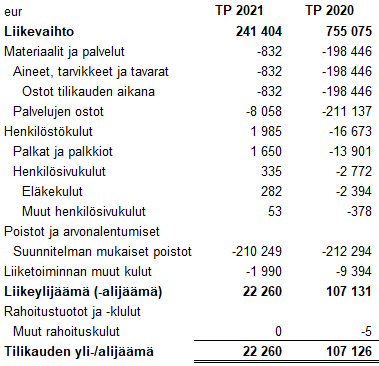 eur TP 2021 TP 2020
Liikevaihto 241 404 755 075
Materiaalit ja palvelut -832 -198 446
Aineet, tarvikkeet ja tavarat -832 -198 446
Ostot tilikauden aikana -832 -198 446
Palvelujen ostot -8 058 -211 137
Henkilöstökulut 1 985 -16 673
Palkat ja palkkiot 1 650 -13 901
Henkilösivukulut 335 -2 772
Eläkekulut 282 -2 394
Muut henkilösivukulut 53 -378
Poistot ja arvonalentumiset
Suunnitelman mukaiset poistot -210 249 -212 294
Liiketoiminnan muut kulut -1 990 -9 394
Liikeylijäämä (-alijäämä) 22 260 107 131
Rahoitustuotot ja -klulut
Muut rahoituskulut 0 -5
Tilikauden yli-/alijäämä 22 260 107 126